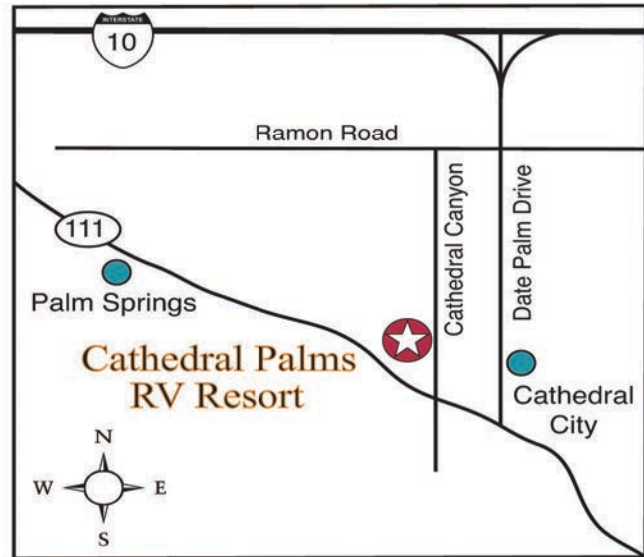 INTERSTATE
10
Ramon Road
Cathedral Canyon
Date Palm Drive
111
Palm Springs
Cathedral Palms
RV Resort
Cathedral
City
N
W
E
S